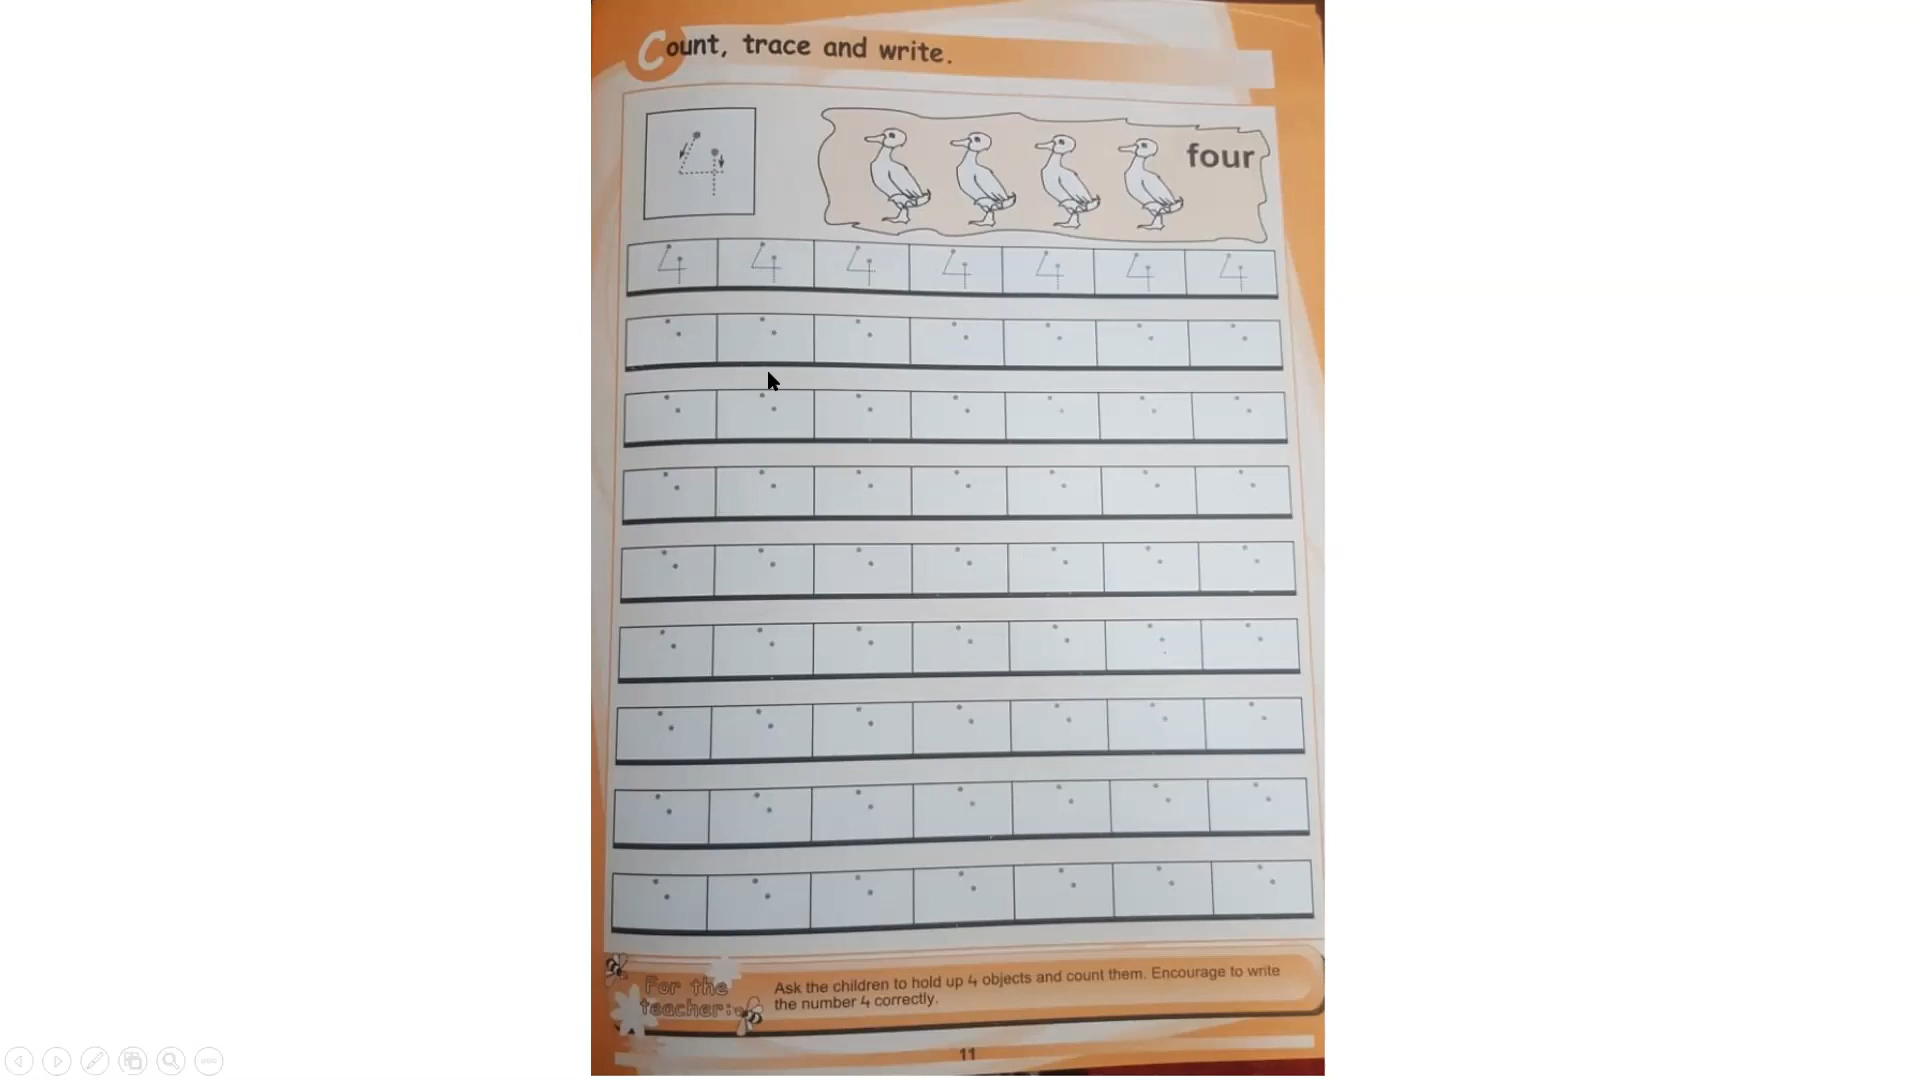 Count, trace and write.
4
four
4 4 4 4 4 4 4
For the
teacher:
Ask the children to hold up 4 objects and count them. Encourage to write
the number 4 correctly.
11